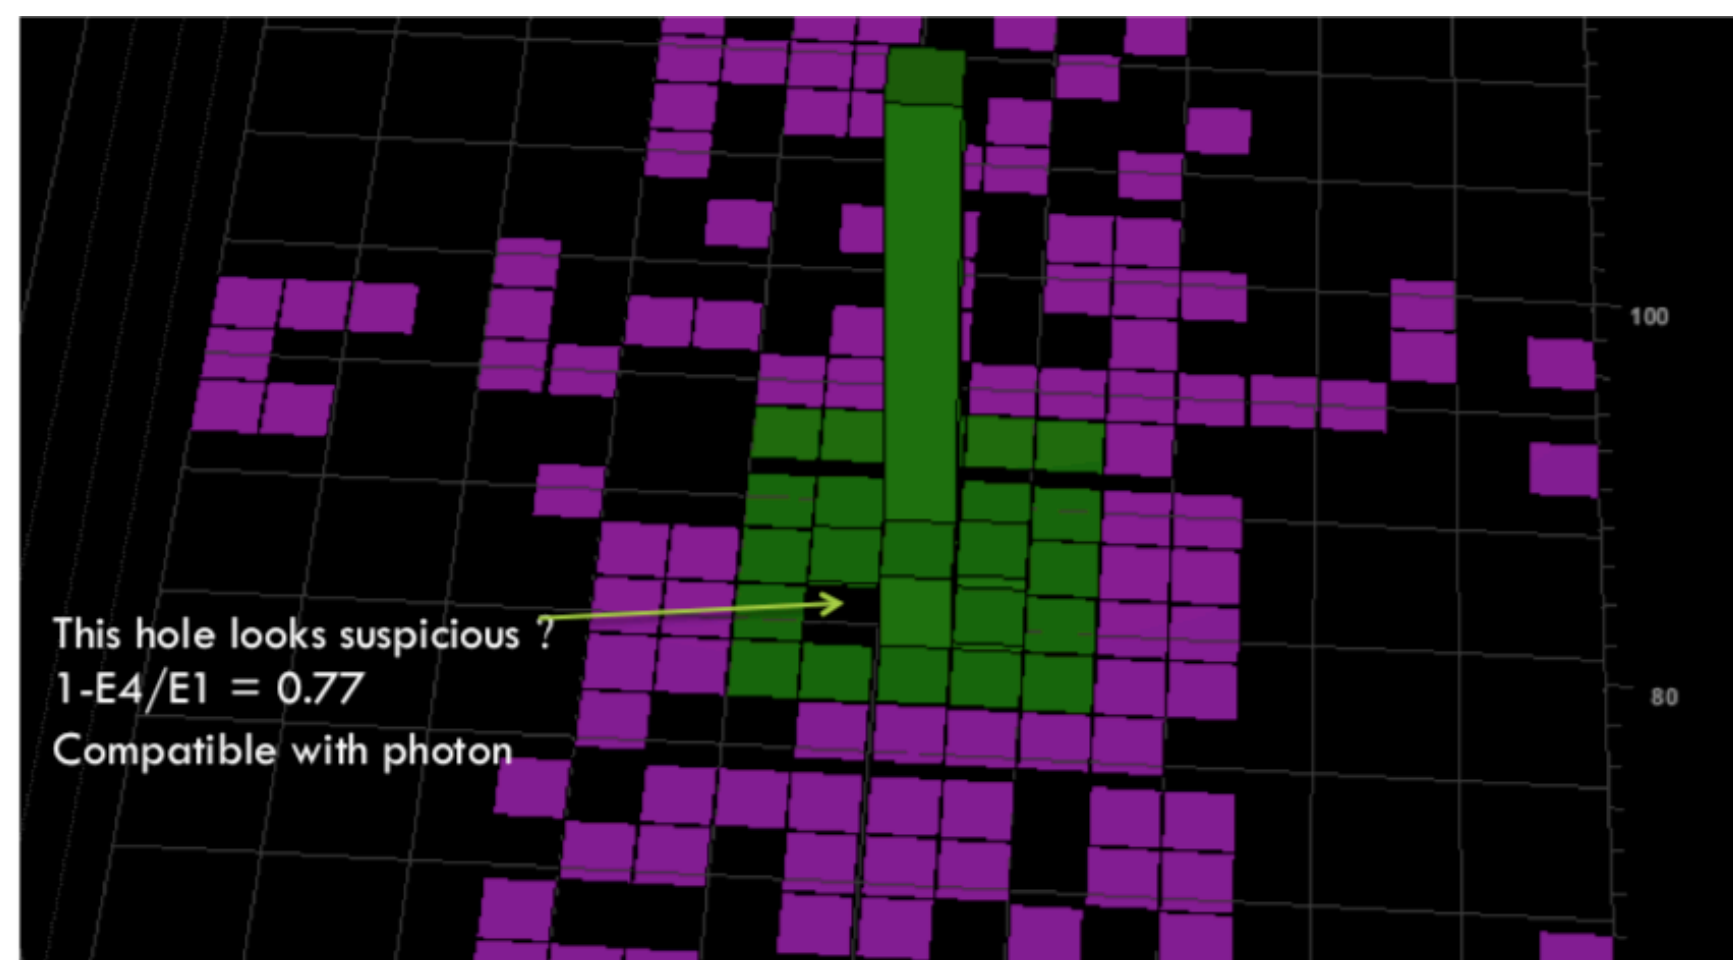 100
This hole looks suspicious ?
1-E4/E1 = 0.77
80
Compatible with photon